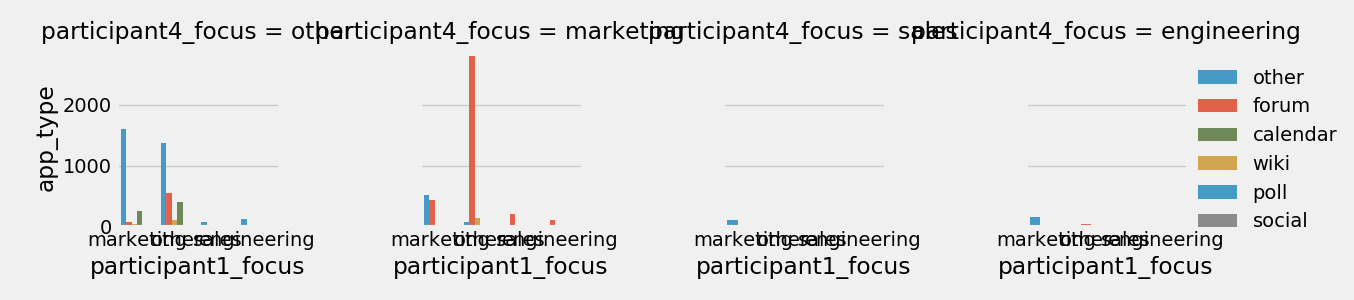 participant4_focus = other
participant4_focus = marketing
participant4_focus = sales
participant4_focus = engineering
app_type
2000
1000
0
marketing other sales engineering
marketing other sales engineering
marketing other sales engineering
marketing other sales engineering
participant1_focus
participant1_focus
participant1_focus
participant1_focus
other
forum
calendar
wiki
poll
social